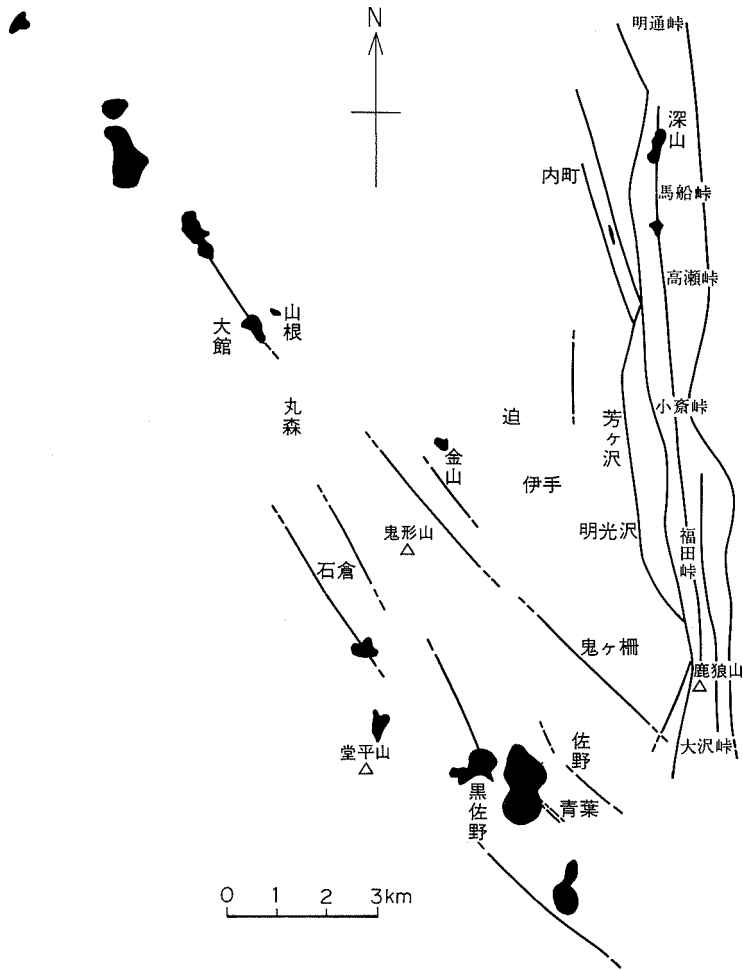 N
明通峠
深山
内町
馬船峠
高瀬峠
山根
大館
丸森
迫
芳ヶ沢
小斎峠
金山
伊手
鬼形山
明光沢
福田峠
石倉
鬼ヶ柵
鹿狼山
佐野
大沢峠
堂平山
黒佐野
青葉
0 1 2 3km